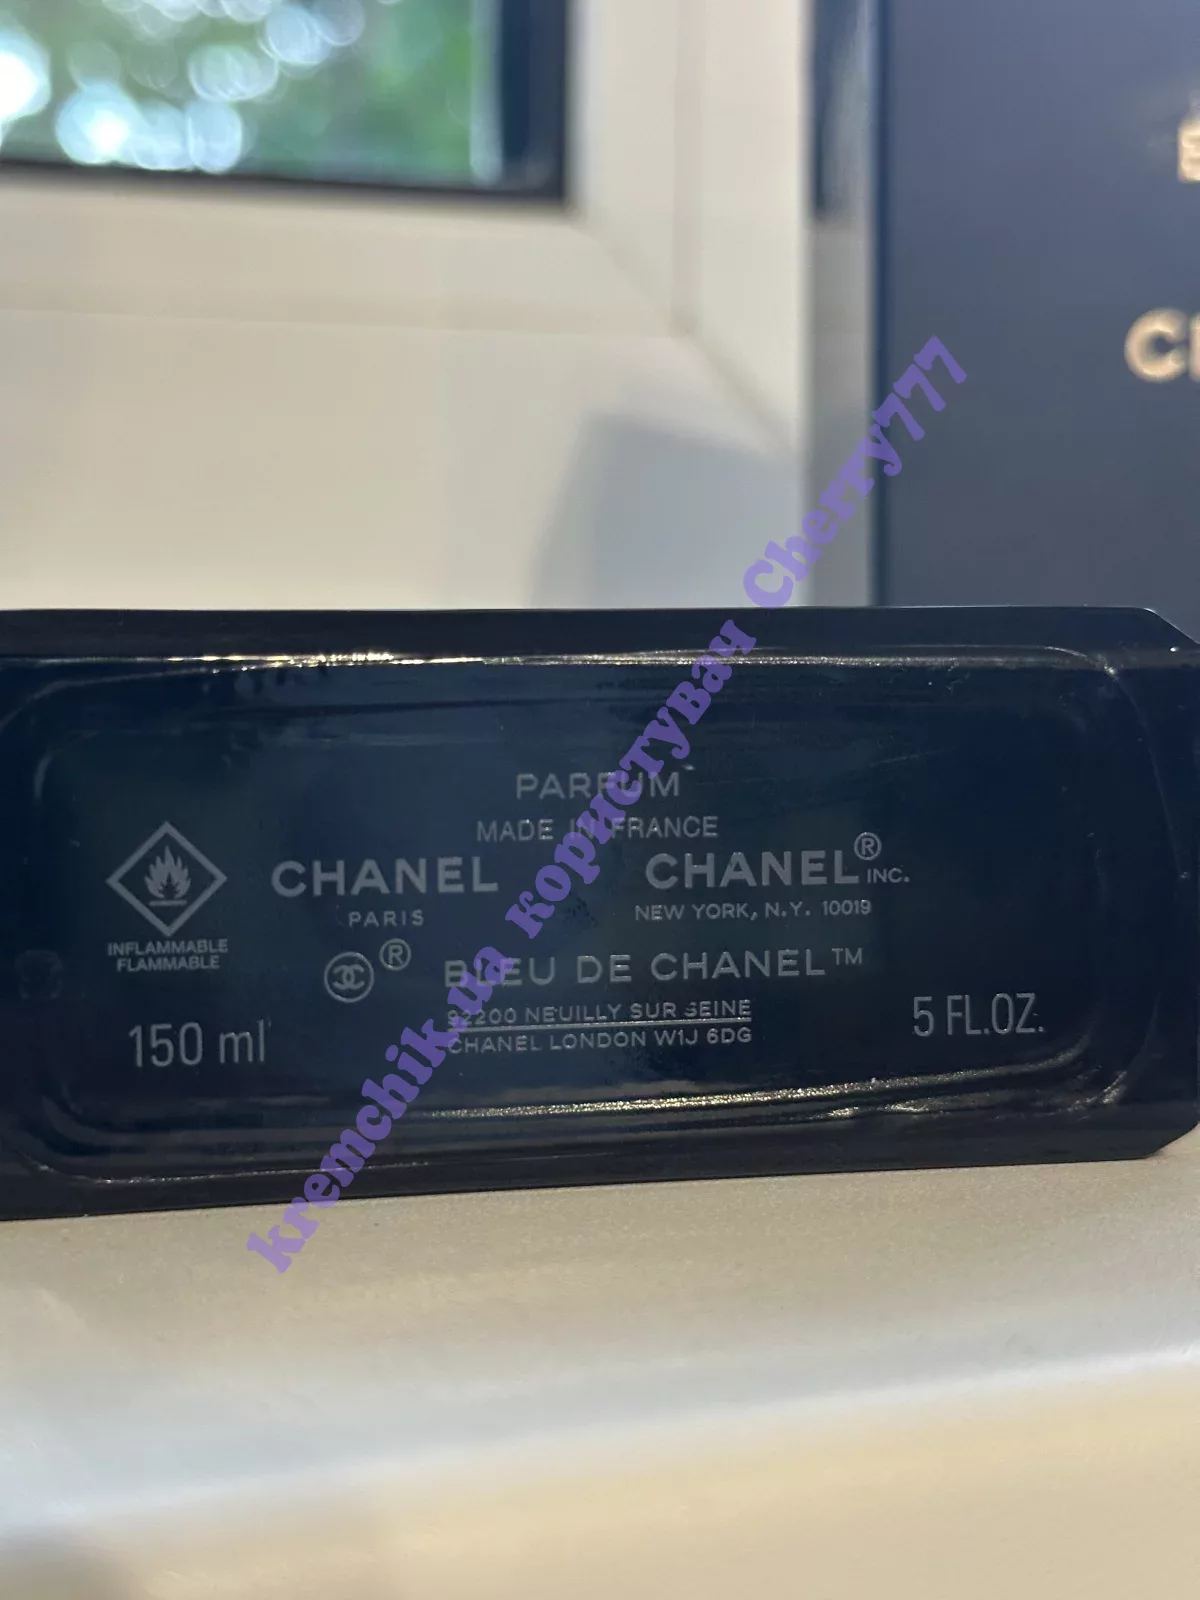 C
PARFUM
MADE IN FRANCE
CHANEL
PARIS
CHANEL® INC.
NEW YORK, N.Y. 10019
INFLAMMABLE
FLAMMABLE
® BLEU DE CHANEL™
92200 NEUILLY SUR SEINE
CHANEL LONDON W1J 6DG
150 ml
5 FL.OZ.
kremchik.ua користувач Cherry777